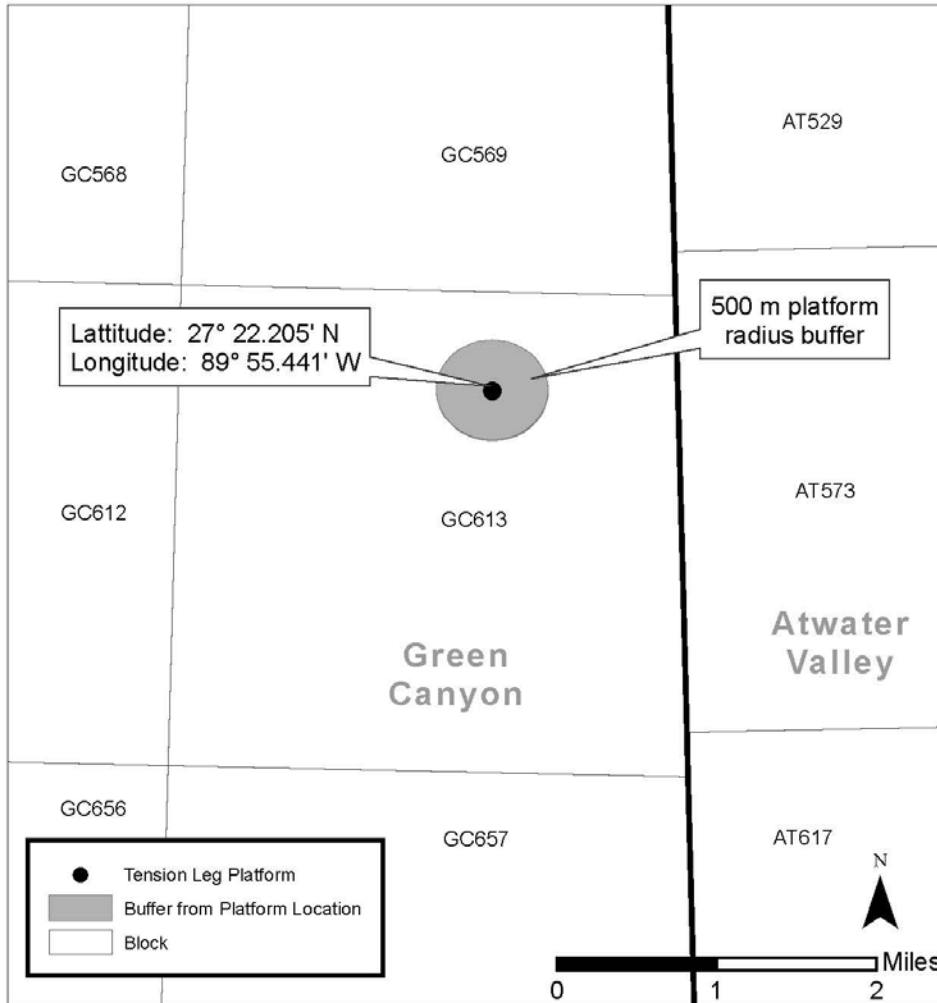 AT529
GC569
GC568
500 m platform
radius buffer
Lattitude: 27° 22.205' N
Longitude: 89° 55.441' W
AT573
GC612
GC613
Atwater
Valley
Green
Canyon
GC656
GC657
AT617
Tension Leg Platform
Buffer from Platform Location
Block
N
Miles
0 1 2